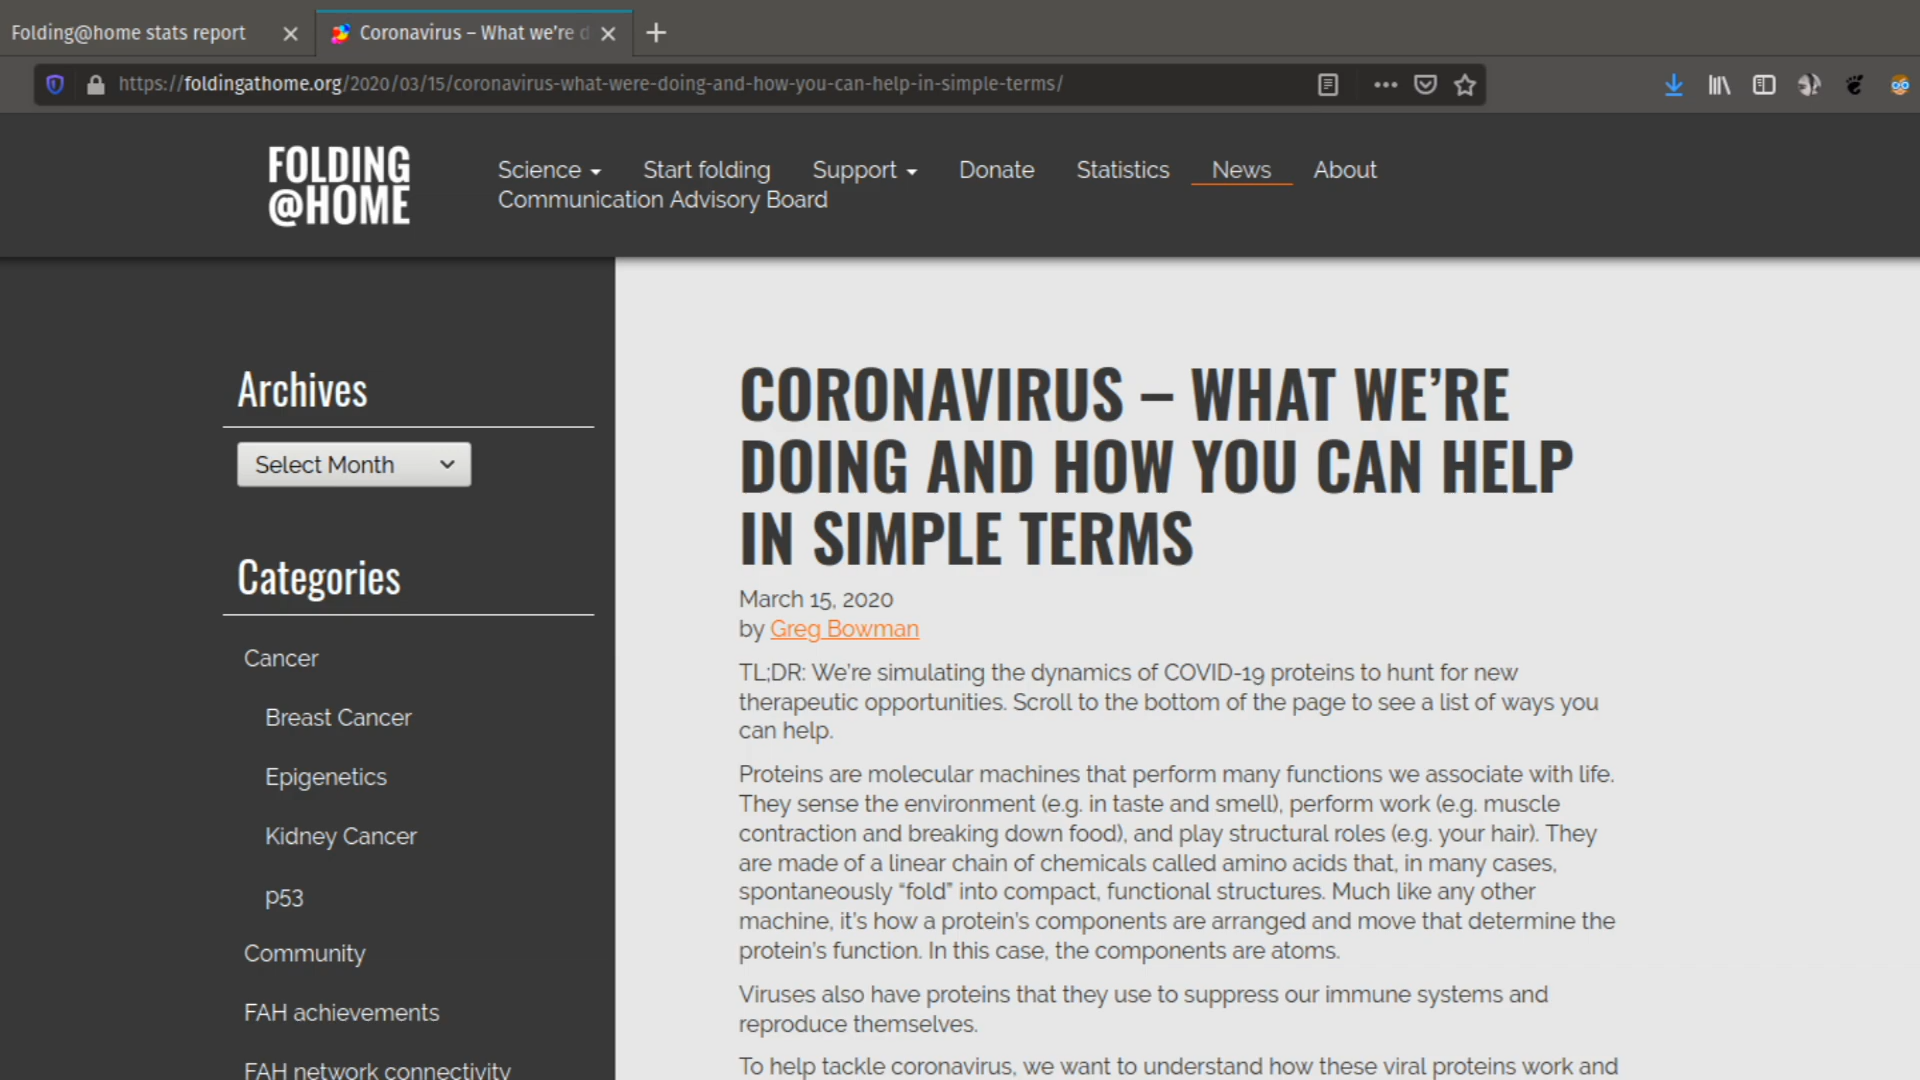 Folding@home stats report
Coronavirus – What we're d
https://foldingathome.org/2020/03/15/coronavirus-what-were-doing-and-how-you-can-help-in-simple-terms/
FOLDING
@HOME
Science Start folding Support Donate Statistics News About
Communication Advisory Board
Archives
Select Month
Categories
Cancer
Breast Cancer
Epigenetics
Kidney Cancer
p53
Community
FAH achievements
FAH network connectivity
CORONAVIRUS – WHAT WE’RE
DOING AND HOW YOU CAN HELP
IN SIMPLE TERMS
March 15, 2020
by Greg Bowman
TL;DR: We’re simulating the dynamics of COVID-19 proteins to hunt for new
therapeutic opportunities. Scroll to the bottom of the page to see a list of ways you
can help.
Proteins are molecular machines that perform many functions we associate with life.
They sense the environment (e.g. in taste and smell), perform work (e.g. muscle
contraction and breaking down food), and play structural roles (e.g. your hair). They
are made of a linear chain of chemicals called amino acids that, in many cases,
spontaneously “fold” into compact, functional structures. Much like any other
machine, it’s how a protein’s components are arranged and move that determine the
protein’s function. In this case, the components are atoms.
Viruses also have proteins that they use to suppress our immune systems and
reproduce themselves.
To help tackle coronavirus, we want to understand how these viral proteins work and